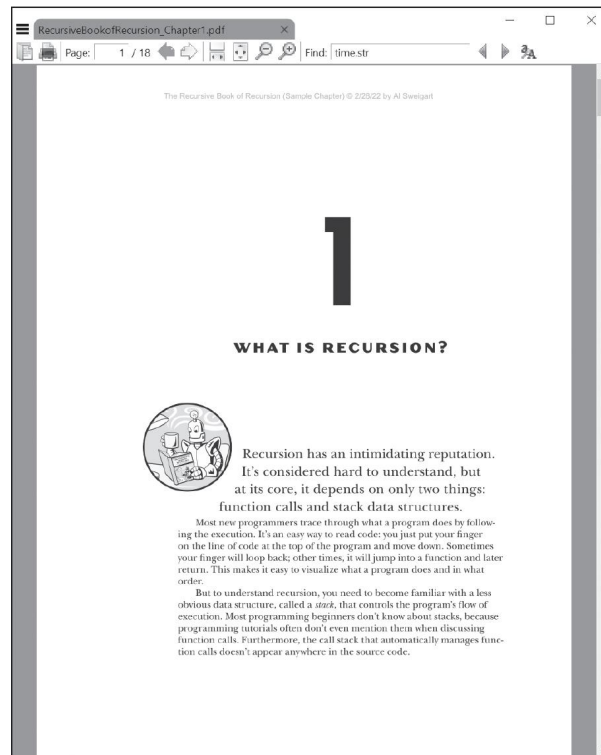 RecursiveBookofRecursion_Chapter1.pdf
Page: 1 / 18 Find: time.str
The Recursive Book of Recursion (Sample Chapter) © 2/25/22 by Al Sweigart
1
WHAT IS RECURSION?
Recursion has an intimidating reputation.
It's considered hard to understand, but
at its core, it depends on only two things:
function calls and stack data structures.
Most new programmers trace through what a program does by follow-
ing the execution. It's an easy way to read code: you just put your finger
on the line of code at the top of the program and move down. Sometimes
your finger will loop back; other times, it will jump into a function and later
return. This makes it easy to visualize what a program does and in what
order.
But to understand recursion, you need to become familiar with a less
obvious data structure, called a stack, that controls the program's flow of
execution. Most programming beginners don't know about stacks, because
programming tutorials often don't even mention them when discussing
function calls. Furthermore, the call stack that automatically manages func-
tion calls doesn't appear anywhere in the source code.